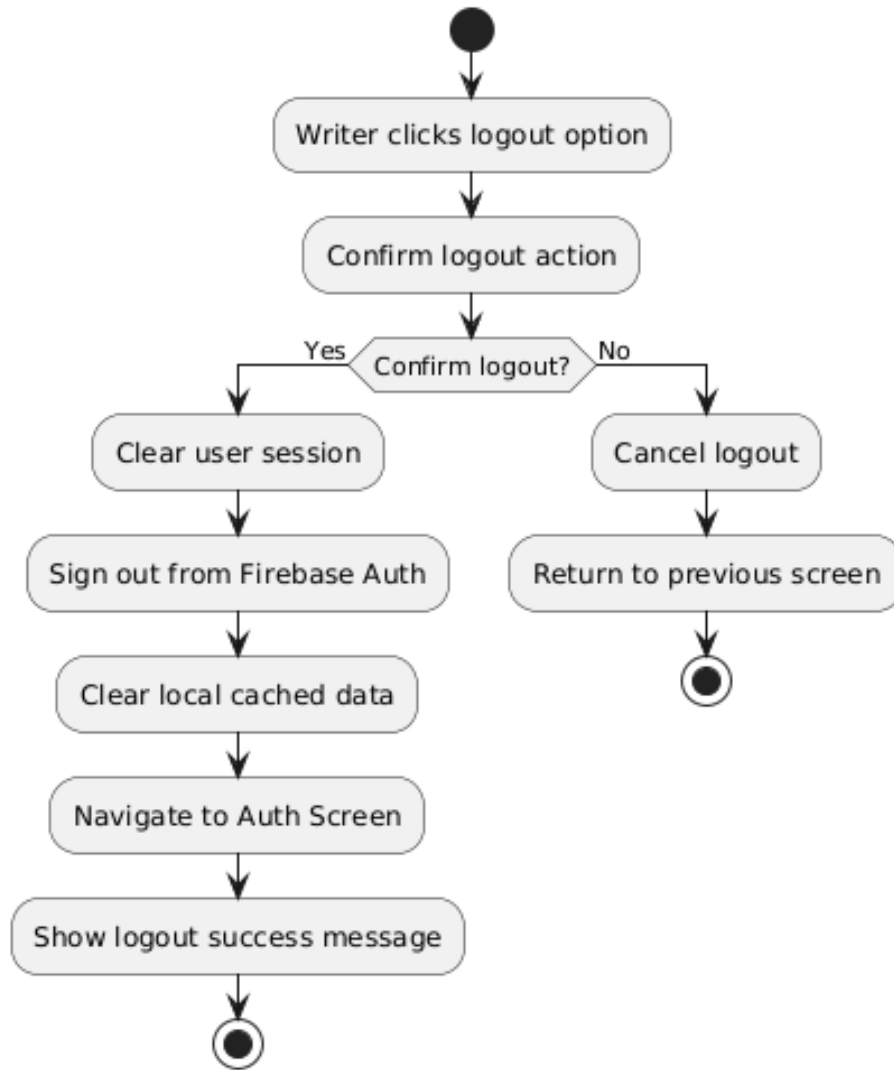 Writer clicks logout option
Confirm logout action
Yes
Confirm logout?
No
Clear user session
Sign out from Firebase Auth
Clear local cached data
Navigate to Auth Screen
Show logout success message
Cancel logout
Return to previous screen